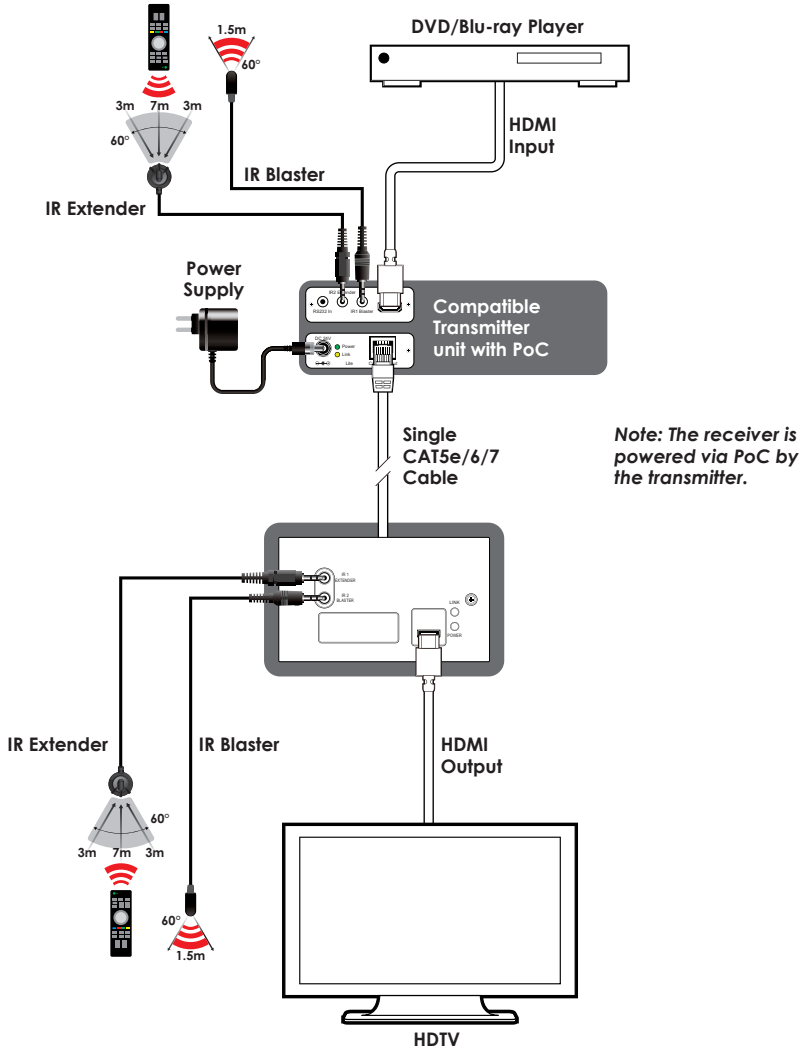 DVD/Blu-ray Player
1.5m
60°
3m 7m 3m
60°
HDMI
Input
IR Blaster
IR Extender
Power
Supply
IR2 Extender
RS232 In
IR1 Blaster
Compatible
Transmitter
unit with PoC
Power
Link
Lite
Single
CAT5e/6/7
Cable
Note: The receiver is
powered via PoC by
the transmitter.
IR 1
EXTENDER
IR 2
BLASTER
LINK
POWER
IR Extender
IR Blaster
HDMI
Output
60°
3m 7m 3m
60°
1.5m
HDTV